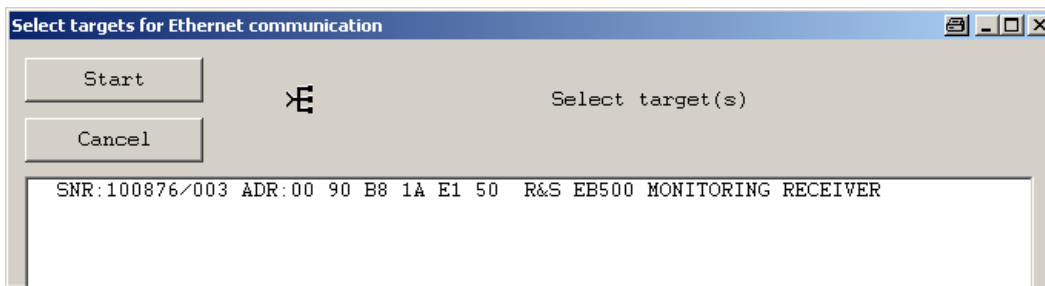 Select targets for Ethernet communication
Start
Select target(s)
Cancel
SNR:100876/003 ADR:00 90 B8 1A E1 50 R&S EB500 MONITORING RECEIVER